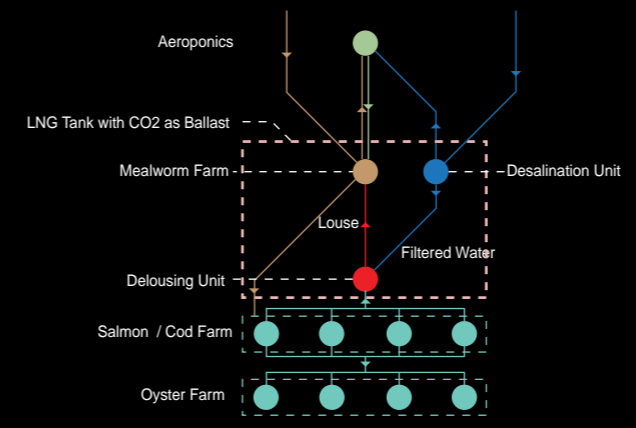 Aeroponics
LNG Tank with CO2 as Ballast
Mealworm Farm
Desalination Unit
Louse
Filtered Water
Delousing Unit
Salmon / Cod Farm
Oyster Farm